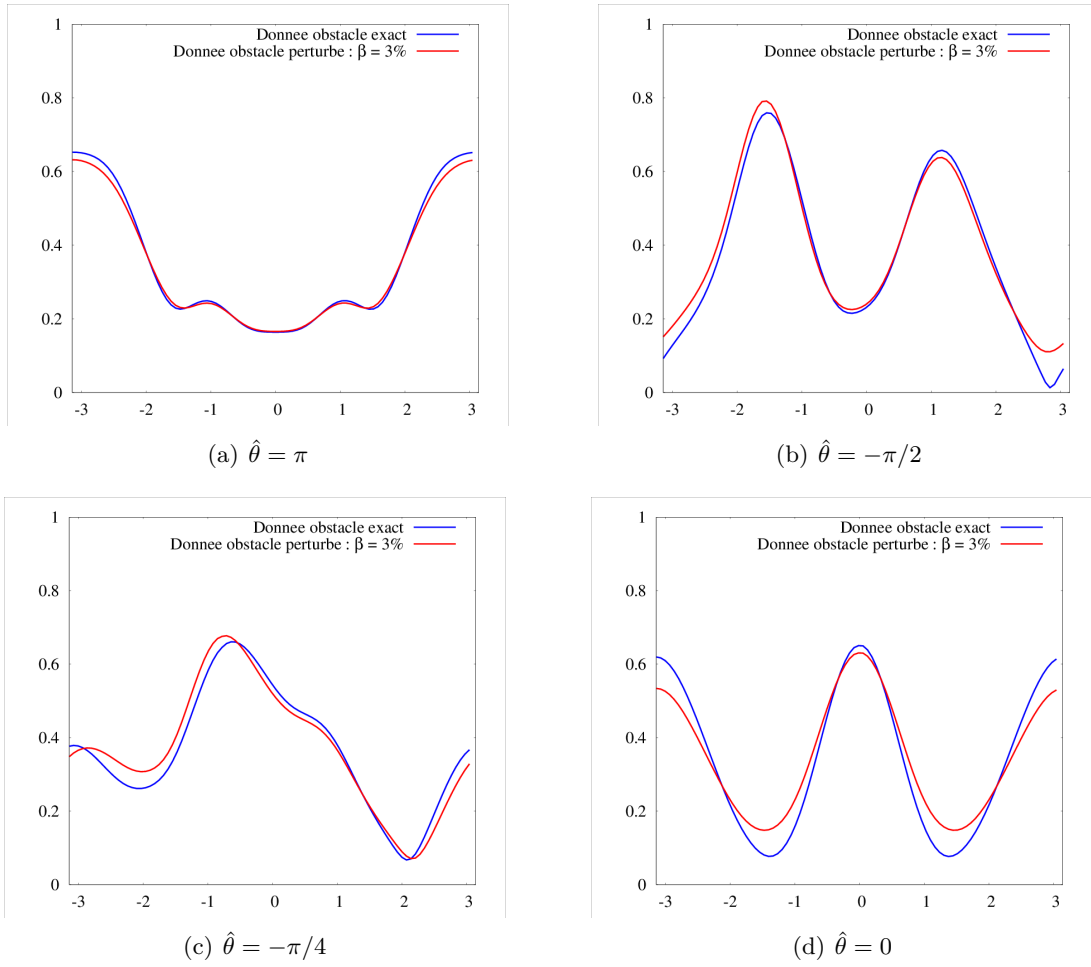 1
Donnee obstacle exact
Donnee obstacle perturbe : β = 3%
0.8
0.6
0.4
0.2
0
-3 -2 -1 0 1 2 3
(a) θ̂ = π
1
Donnee obstacle exact
Donnee obstacle perturbe : β = 3%
0.8
0.6
0.4
0.2
0
-3 -2 -1 0 1 2 3
(b) θ̂ = −π/2
1
Donnee obstacle exact
Donnee obstacle perturbe : β = 3%
0.8
0.6
0.4
0.2
0
-3 -2 -1 0 1 2 3
(c) θ̂ = −π/4
1
Donnee obstacle exact
Donnee obstacle perturbe : β = 3%
0.8
0.6
0.4
0.2
0
-3 -2 -1 0 1 2 3
(d) θ̂ = 0